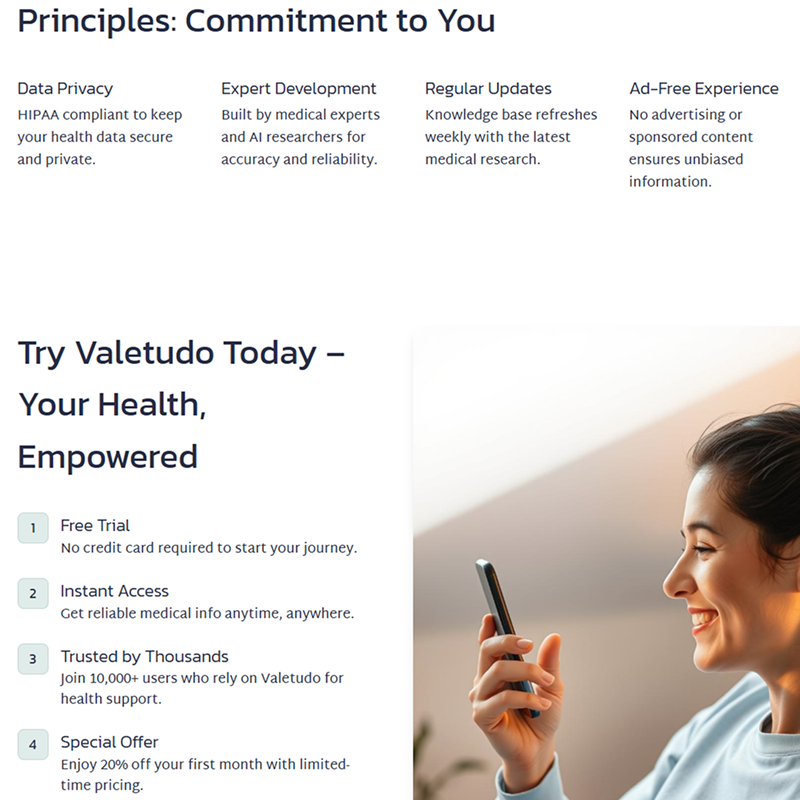 Principles: Commitment to You
Data Privacy
HIPAA compliant to keep
your health data secure
and private.
Expert Development
Built by medical experts
and AI researchers for
accuracy and reliability.
Regular Updates
Knowledge base refreshes
weekly with the latest
medical research.
Ad-Free Experience
No advertising or
sponsored content
ensures unbiased
information.
Try Valetudo Today –
Your Health,
Empowered
1
Free Trial
No credit card required to start your journey.
2
Instant Access
Get reliable medical info anytime, anywhere.
3
Trusted by Thousands
Join 10,000+ users who rely on Valetudo for
health support.
4
Special Offer
Enjoy 20% off your first month with limited-
time pricing.